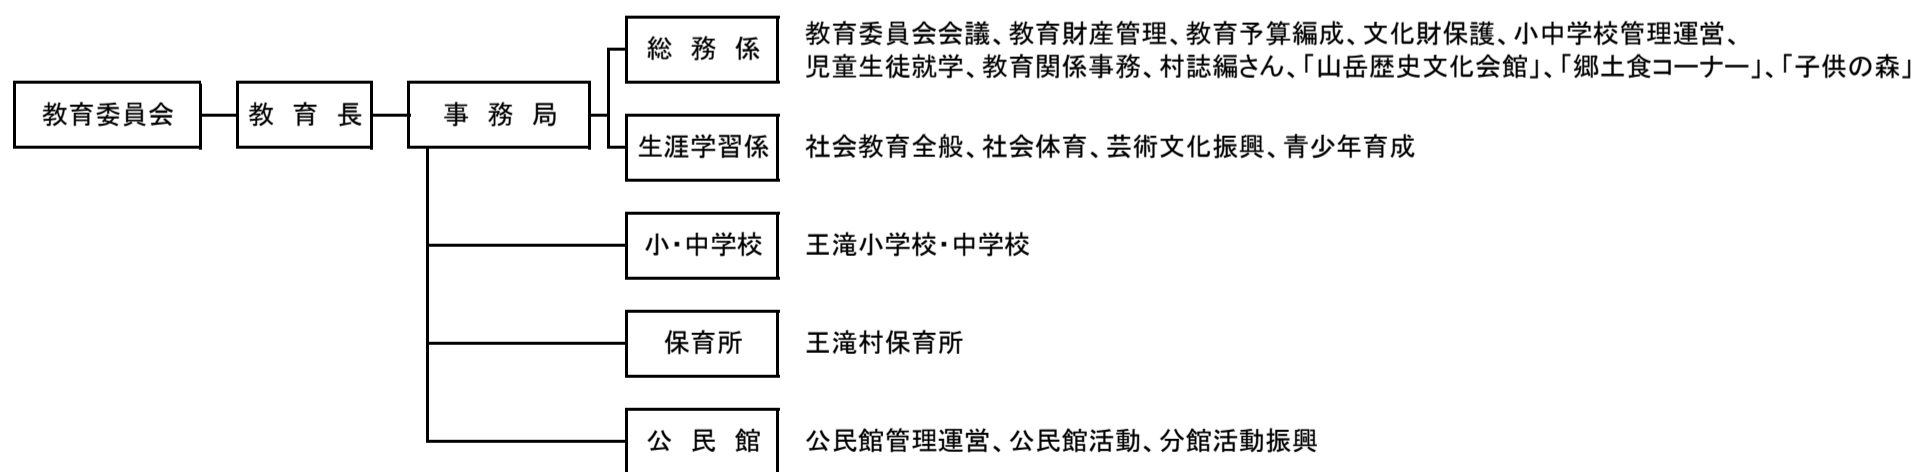 総務係
教育委員会会議、教育財産管理、教育予算編成、文化財保護、小中学校管理運営、
児童生徒就学、教育関係事務、村誌編さん、「山岳歴史文化会館」、「郷土食コーナー」、「子供の森」
教育委員会
教育長
事務局
生涯学習係
社会教育全般、社会体育、芸術文化振興、青少年育成
小・中学校
王滝小学校・中学校
保育所
王滝村保育所
公民館
公民館管理運営、公民館活動、分館活動振興